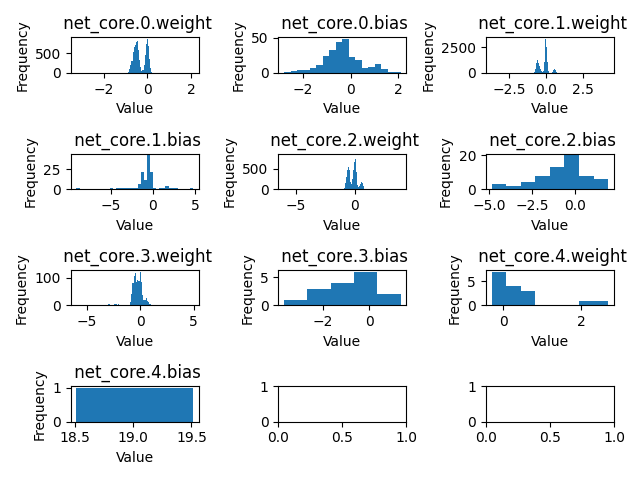 net_core.0.weight net_core.0.bias net_core.1.weight
Frequency 500 0 Frequency 50 0 Frequency 2500 0
−2 0 2 −2 0 2 −2.5 0.0 2.5
Value Value Value
net_core.1.bias net_core.2.weight net_core.2.bias
Frequency 25 0 Frequency 500 0 Frequency 20 0
−5 0 5 −5 0 −5.0 −2.5 0.0
Value Value Value
net_core.3.weight net_core.3.bias net_core.4.weight
Frequency 100 0 Frequency 5 0 Frequency 5 0
−5 0 5 −2 0 0 2
Value Value Value
net_core.4.bias
Frequency 1 0 1 0 1 0
18.5 19.0 19.5 0.0 0.5 1.0 0.0 0.5 1.0
Value